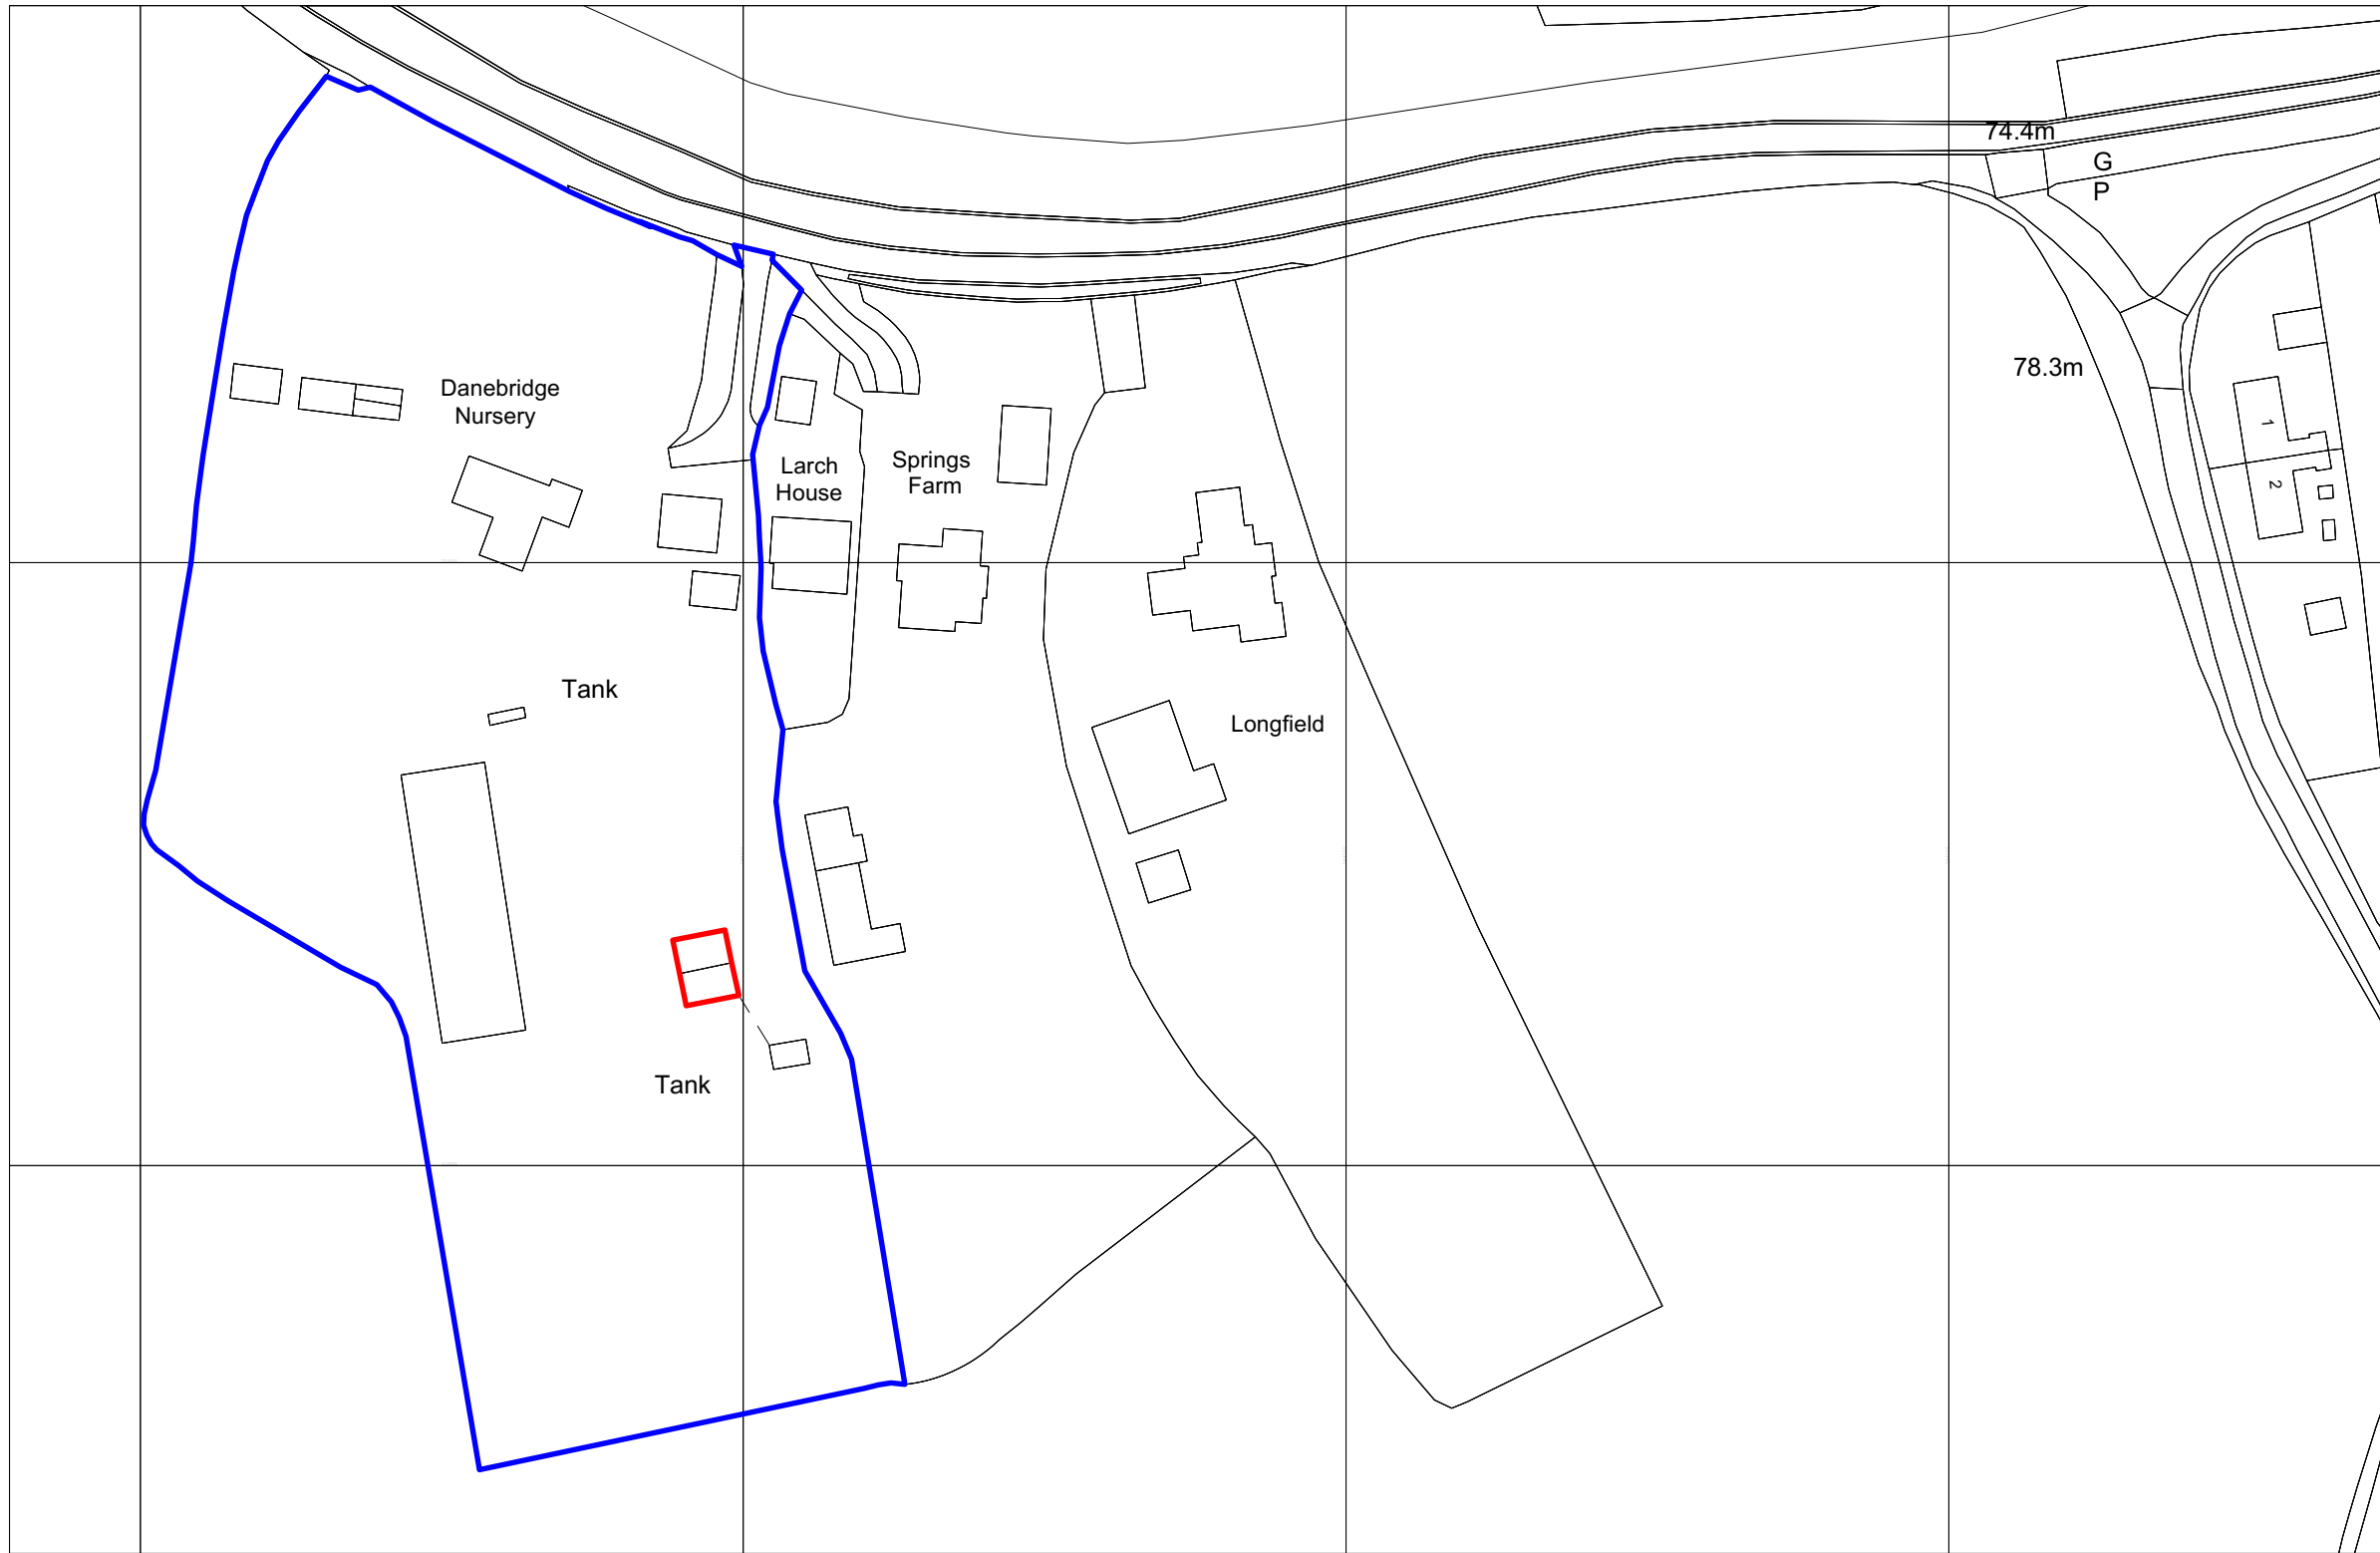 74.4m
G
P
78.3m
Danebridge
Nursery
1
2
Larch
House
Springs
Farm
Tank
Longfield
Tank